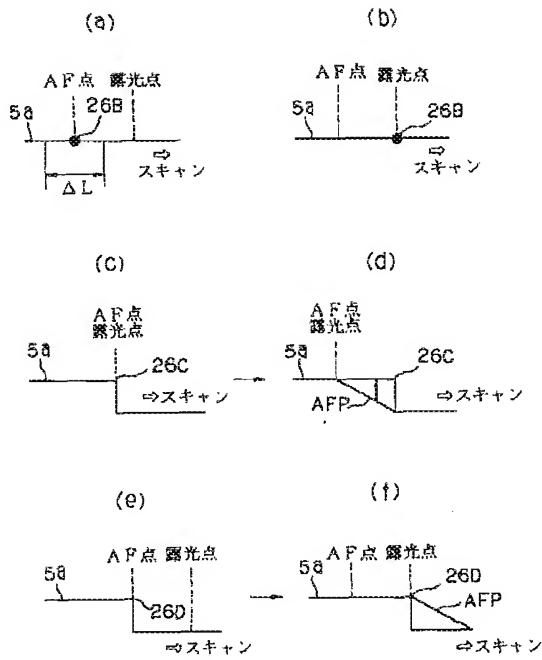 (a)
AF点 露光点
5a
26B
⇨
スキャン
ΔL
(b)
AF点 露光点
5a
26B
⇨
スキャン
(c)
AF点
露光点
5a
26C
⇨スキャン
(d)
AF点
露光点
5a
26C
AFP
⇨スキャン
(e)
AF点 露光点
5a
26D
⇨スキャン
(f)
AF点 露光点
5a
26D
AFP
⇨スキャン